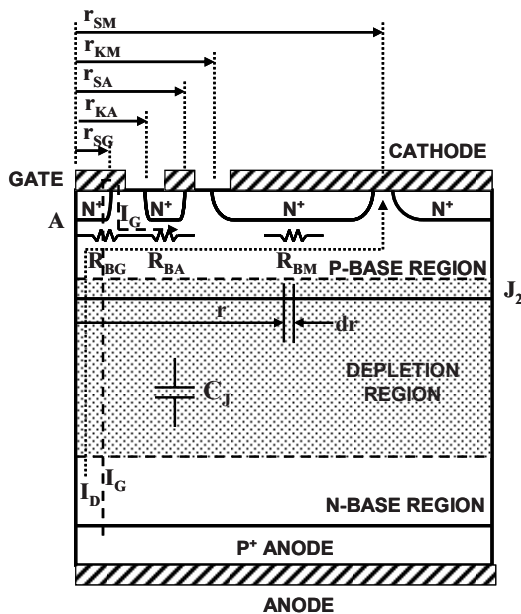 r_SM
r_KM
r_SA
r_KA
r_SG
CATHODE
GATE
N+ N+ N+ N+
A
I_G
R_BG R_BA R_BM
P-BASE REGION
J_2
r dr
DEPLETION
REGION
C_J
I_D I_G
N-BASE REGION
P+ ANODE
ANODE